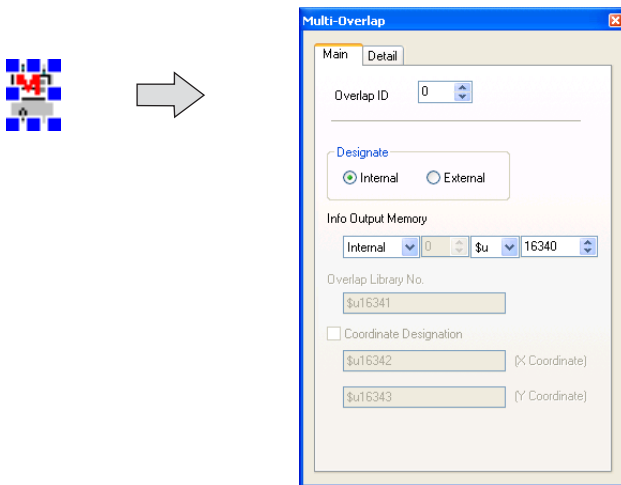 Multi-Overlap
Main Detail
Overlap ID 0
Designate
Internal External
Info Output Memory
Internal 0 $u 16340
Overlap Library No.
$u16341
Coordinate Designation
$u16342 (X Coordinate)
$u16343 (Y Coordinate)